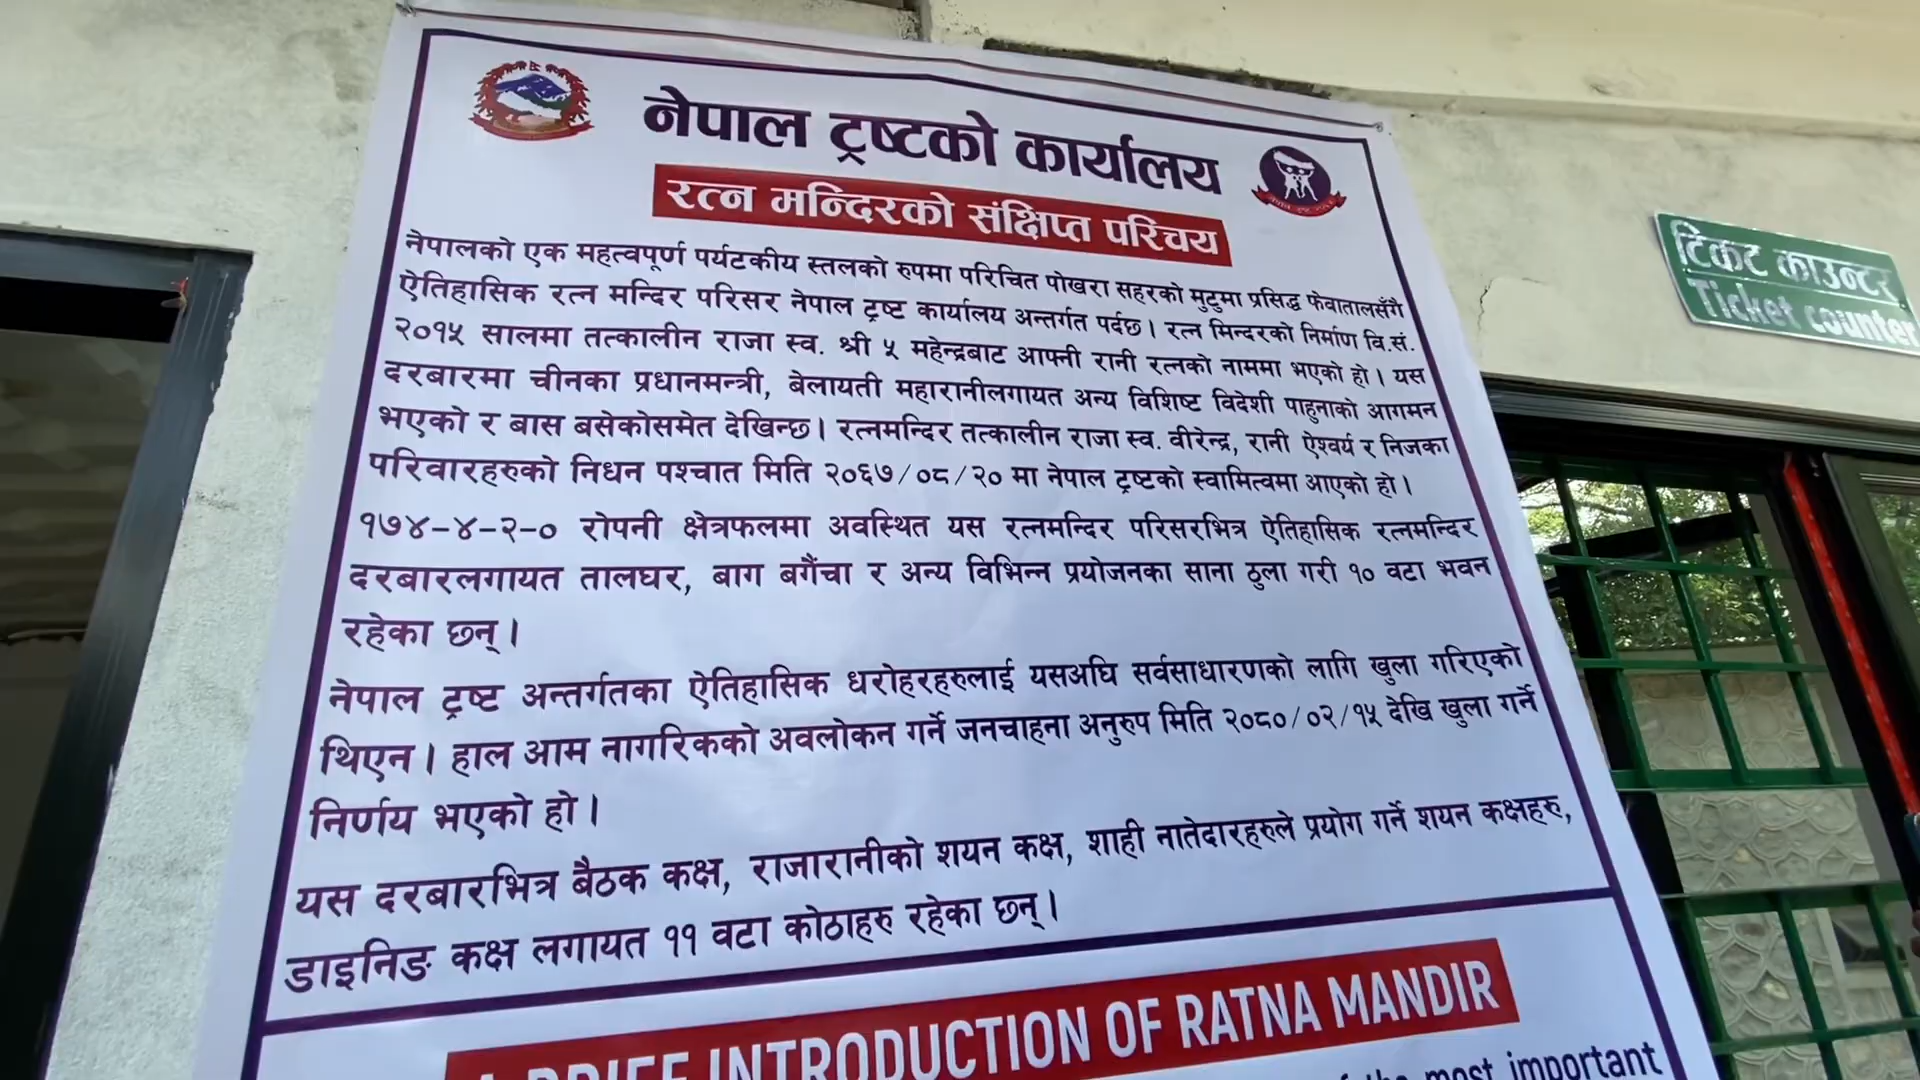 नेपाल ट्रष्टको कार्यालय
रत्न मन्दिरको संक्षिप्त परिचय
नेपालको एक महत्वपूर्ण पर्यटकीय स्तलको रुपमा परिचित पोखरा सहरको मुटुमा प्रसिद्ध फेवातालसँगै
ऐतिहासिक रत्न मन्दिर परिसर नेपाल ट्रष्ट कार्यालय अन्तर्गत पर्दछ। रत्न मिन्दरको निर्माण वि.सं.
२०१५ सालमा तत्कालीन राजा स्व. श्री ५ महेन्द्रबाट आफ्नी रानी रत्नको नाममा भएको हो। यस
दरबारमा चीनका प्रधानमन्त्री, बेलायती महारानीलगायत अन्य विशिष्ट विदेशी पाहुनाको आगमन
भएको र बास बसेकोसमेत देखिन्छ। रत्नमन्दिर तत्कालीन राजा स्व. वीरेन्द्र, रानी ऐश्वर्य र निजका
परिवारहरुको निधन पश्चात मिति २०६७/०८/२० मा नेपाल ट्रष्टको स्वामित्वमा आएको हो।
१७४-४-२-० रोपनी क्षेत्रफलमा अवस्थित यस रत्नमन्दिर परिसरभित्र ऐतिहासिक रत्नमन्दिर
दरबारलगायत तालघर, बाग बगैंचा र अन्य विभिन्न प्रयोजनका साना ठुला गरी १० वटा भवन
रहेका छन्।
नेपाल ट्रष्ट अन्तर्गतका ऐतिहासिक धरोहरहरुलाई यसअघि सर्वसाधारणको लागि खुला गरिएको
थिएन। हाल आम नागरिकको अवलोकन गर्ने जनचाहना अनुरुप मिति २०८०/०२/१५ देखि खुला गर्ने
निर्णय भएको हो।
यस दरबारभित्र बैठक कक्ष, राजारानीको शयन कक्ष, शाही नातेदारहरुले प्रयोग गर्ने शयन कक्षहरु,
डाइनिङ कक्ष लगायत ११ वटा कोठाहरु रहेका छन्।
A BRIEF INTRODUCTION OF RATNA MANDIR
of the most important
टिकट काउन्टर
Ticket counter